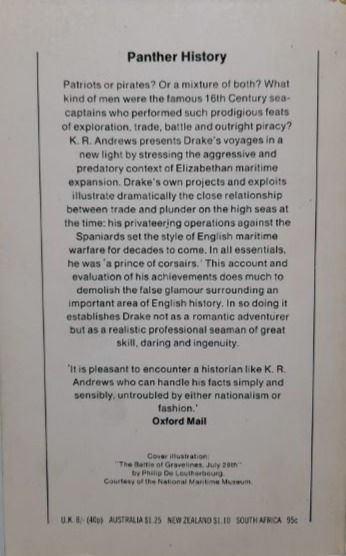 Panther History
Patriots or pirates? Or a mixture of both? What
kind of men were the famous 16th Century sea-
captains who performed such prodigious feats
of exploration, trade, battle and outright piracy?
K. R. Andrews presents Drake's voyages in a
new light by stressing the aggressive and
predatory context of Elizabethan maritime
expansion. Drake's own projects and exploits
illustrate dramatically the close relationship
between trade and plunder on the high seas at
the time: his privateering operations against the
Spaniards set the style of English maritime
warfare for decades to come. In all essentials,
he was 'a prince of corsairs.' This account and
evaluation of his achievements does much to
demolish the false glamour surrounding an
important area of English history. In so doing it
establishes Drake not as a romantic adventurer
but as a realistic professional seaman of great
skill, daring and ingenuity.
'It is pleasant to encounter a historian like K. R.
Andrews who can handle his facts simply and
sensibly, untroubled by either nationalism or
fashion.'
Oxford Mail
Cover illustration:
"The Battle of Gravelines, July 29th"
by Philip De Loutherbourg.
Courtesy of the National Maritime Museum.
U.K. 8/- (40p) AUSTRALIA $1.25 NEW ZEALAND $1.10 SOUTH AFRICA 95c